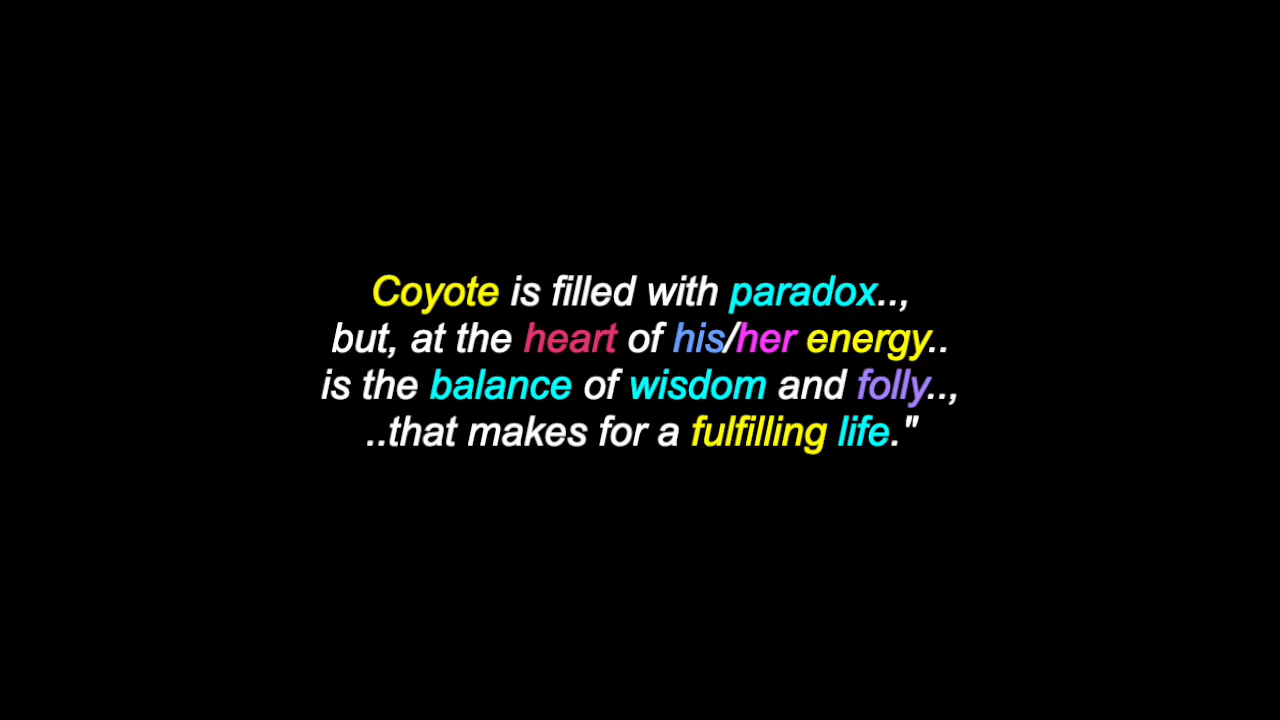 Coyote is filled with paradox..,
but, at the heart of his/her energy..
is the balance of wisdom and folly..,
..that makes for a fulfilling life."